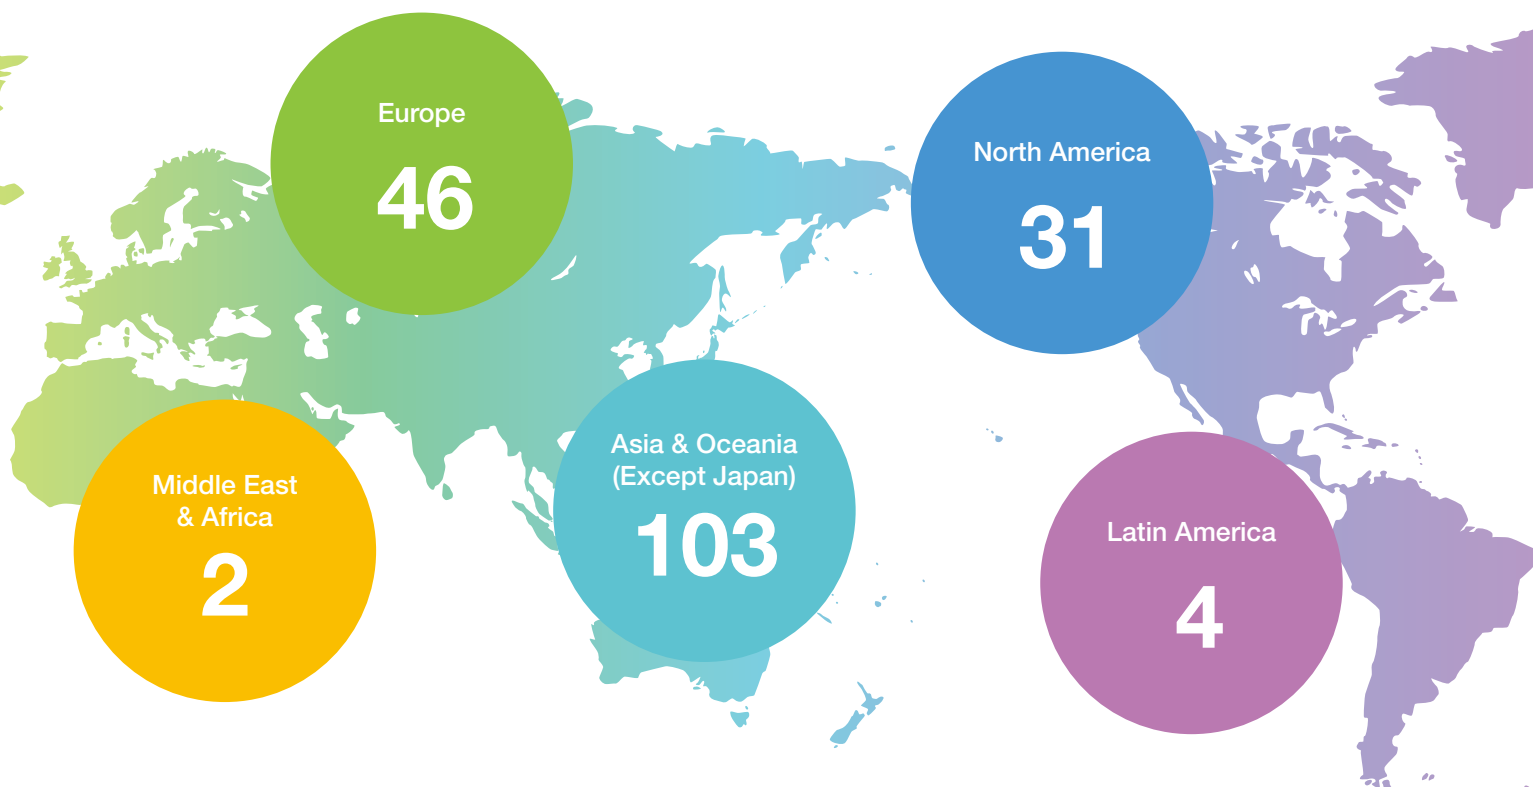 Europe
46
North America
31
Middle East
& Africa
2
Asia & Oceania
(Except Japan)
103
Latin America
4